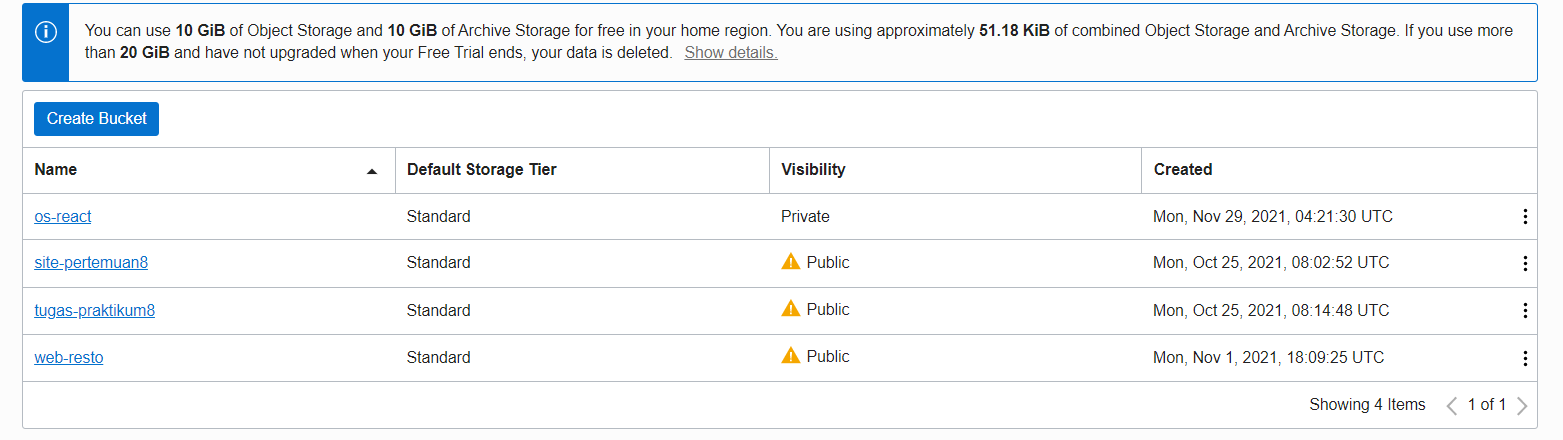 You can use 10 GiB of Object Storage and 10 GiB of Archive Storage for free in your home region. You are using approximately 51.18 KiB of combined Object Storage and Archive Storage. If you use more
than 20 GiB and have not upgraded when your Free Trial ends, your data is deleted. Show details.
Create Bucket
Name Default Storage Tier Visibility Created
os-react Standard Private Mon, Nov 29, 2021, 04:21:30 UTC
site-pertemuan8 Standard Public Mon, Oct 25, 2021, 08:02:52 UTC
tugas-praktikum8 Standard Public Mon, Oct 25, 2021, 08:14:48 UTC
web-resto Standard Public Mon, Nov 1, 2021, 18:09:25 UTC
Showing 4 Items 1 of 1